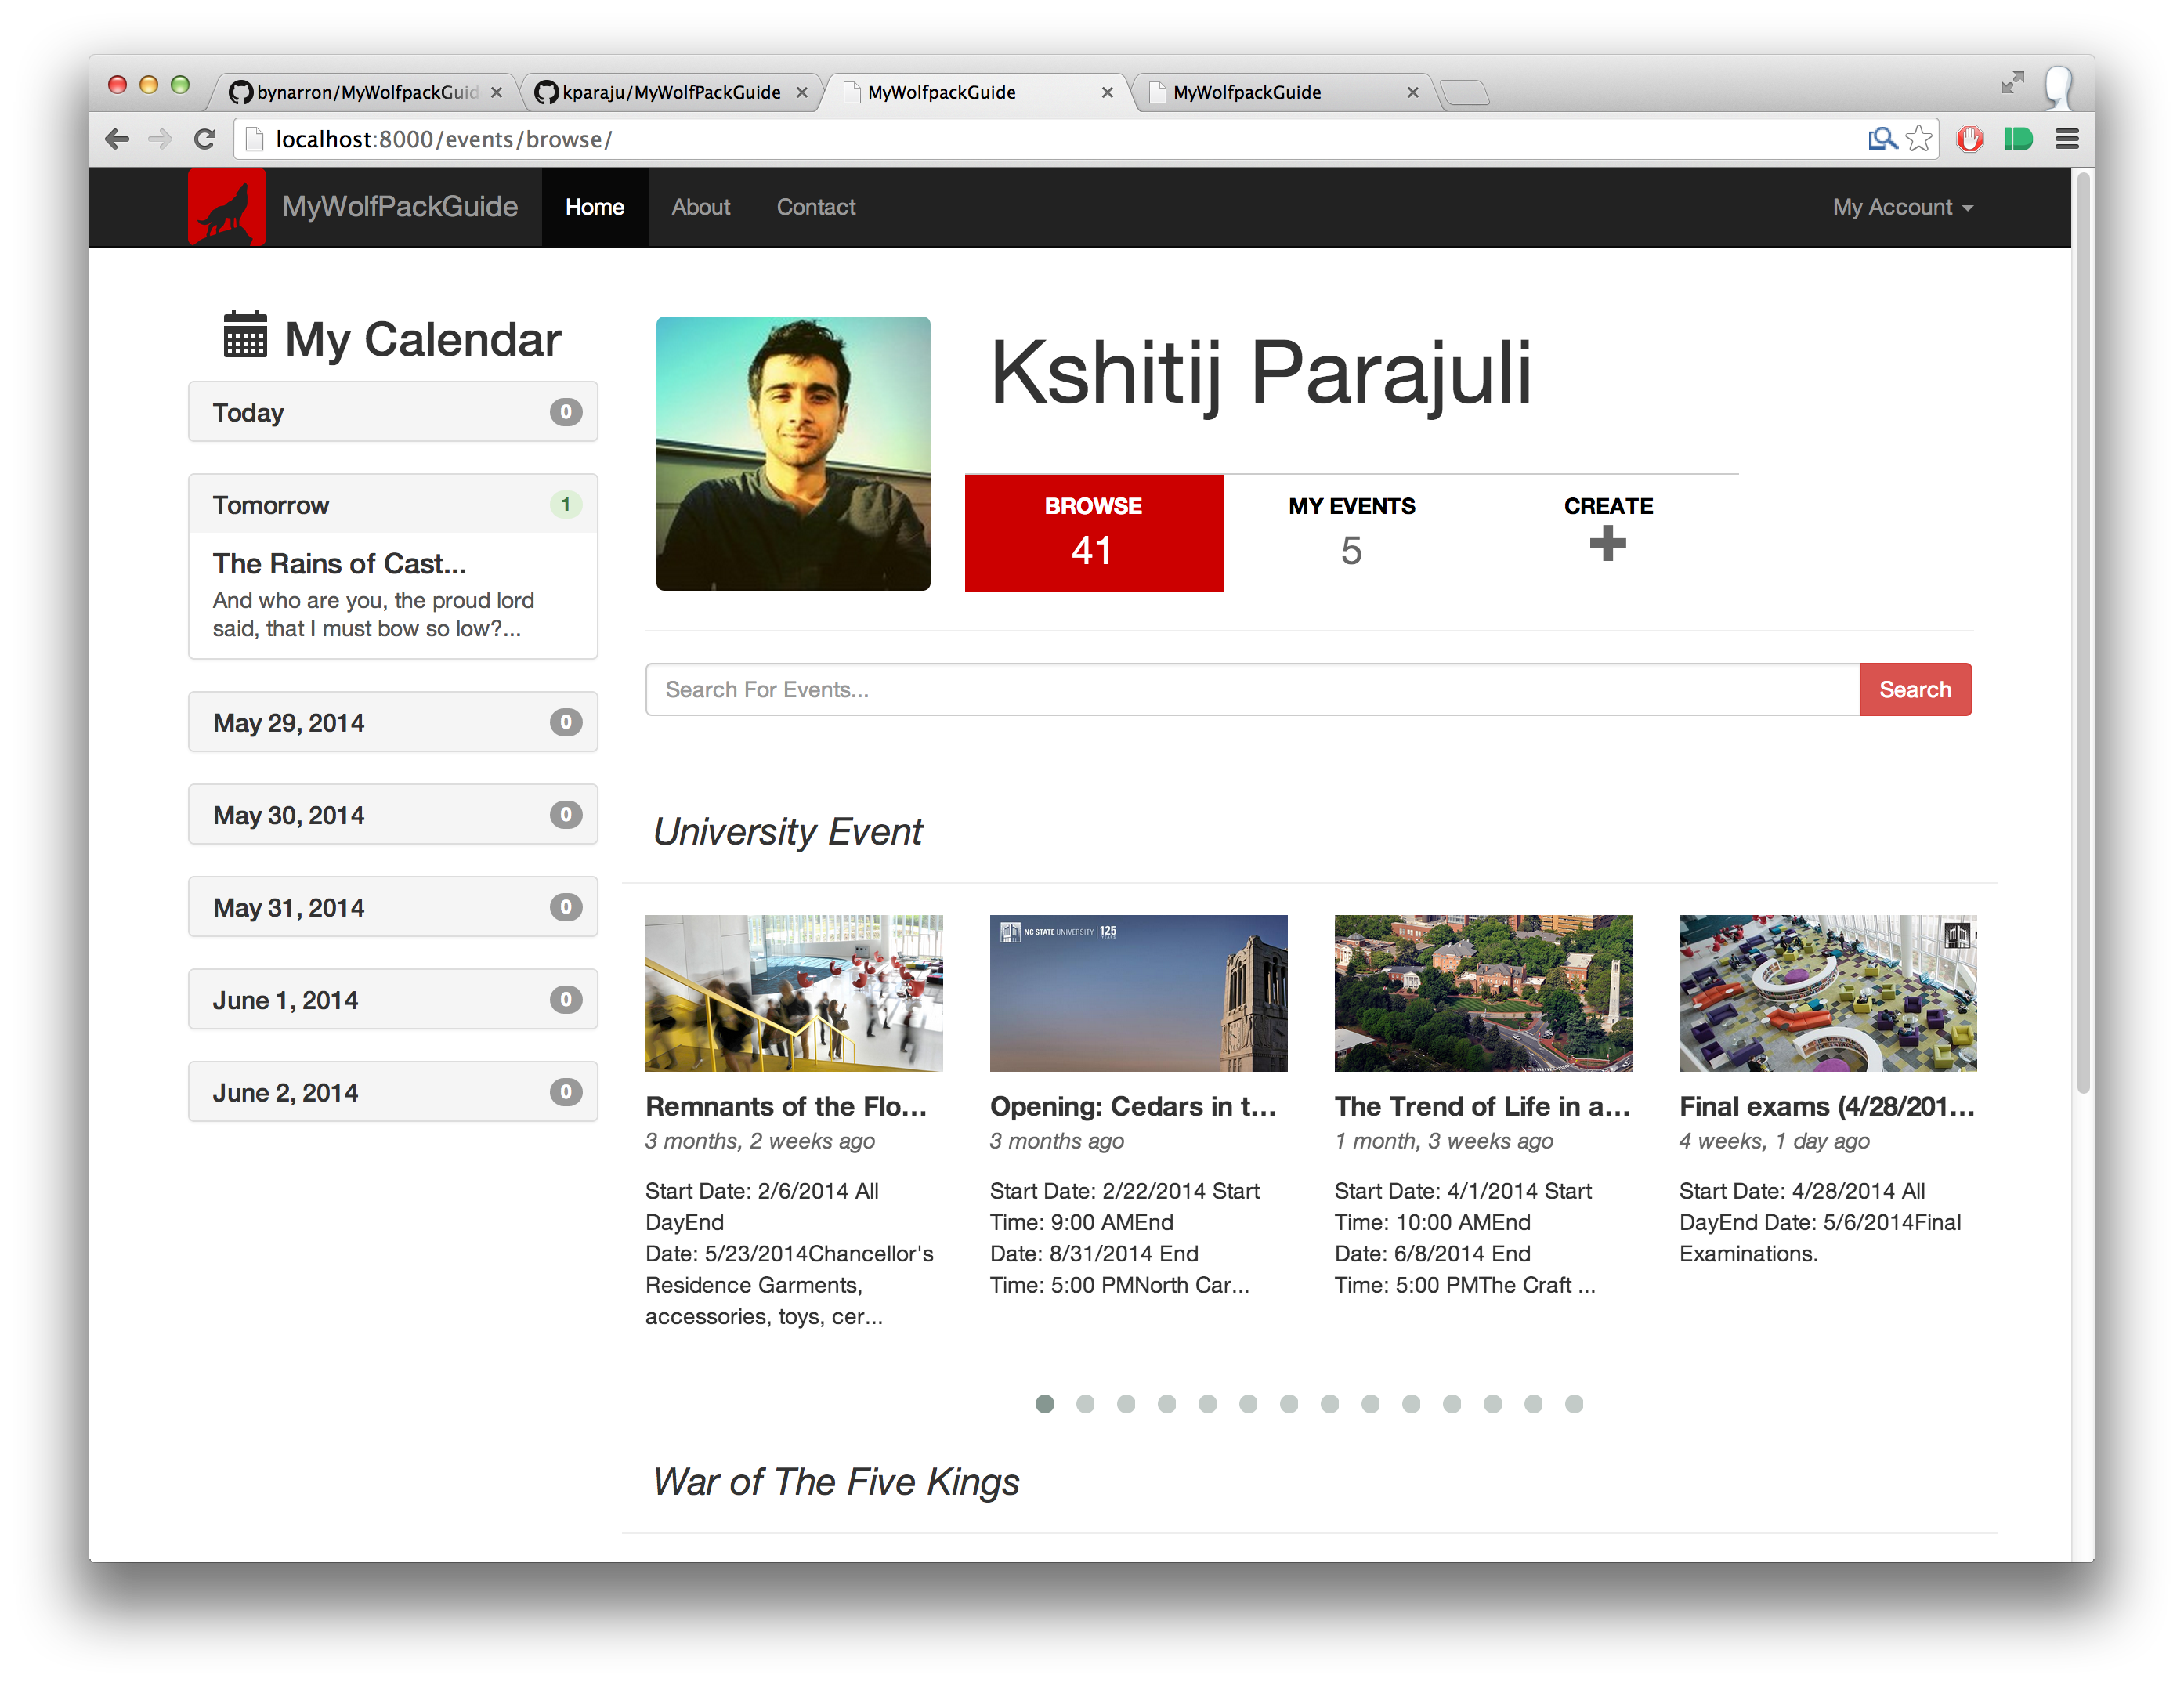 bynarron/MyWolfpackGuid
kparaju/MyWolfPackGuide
MyWolfpackGuide
MyWolfpackGuide
localhost:8000/events/browse/
MyWolfPackGuide
Home
About
Contact
My Account
My Calendar
Today
0
Tomorrow
1
The Rains of Cast...
And who are you, the proud lord
said, that I must bow so low?...
May 29, 2014
0
May 30, 2014
0
May 31, 2014
0
June 1, 2014
0
June 2, 2014
0
Kshitij Parajuli
BROWSE
41
MY EVENTS
5
CREATE
Search For Events...
Search
University Event
NC STATE UNIVERSITY 125
YEARS
Remnants of the Flo...
3 months, 2 weeks ago
Start Date: 2/6/2014 All
DayEnd
Date: 5/23/2014Chancellor's
Residence Garments,
accessories, toys, cer...
Opening: Cedars in t...
3 months ago
Start Date: 2/22/2014 Start
Time: 9:00 AMEnd
Date: 8/31/2014 End
Time: 5:00 PMNorth Car...
The Trend of Life in a...
1 month, 3 weeks ago
Start Date: 4/1/2014 Start
Time: 10:00 AMEnd
Date: 6/8/2014 End
Time: 5:00 PMThe Craft ...
Final exams (4/28/201...
4 weeks, 1 day ago
Start Date: 4/28/2014 All
DayEnd Date: 5/6/2014Final
Examinations.
War of The Five Kings